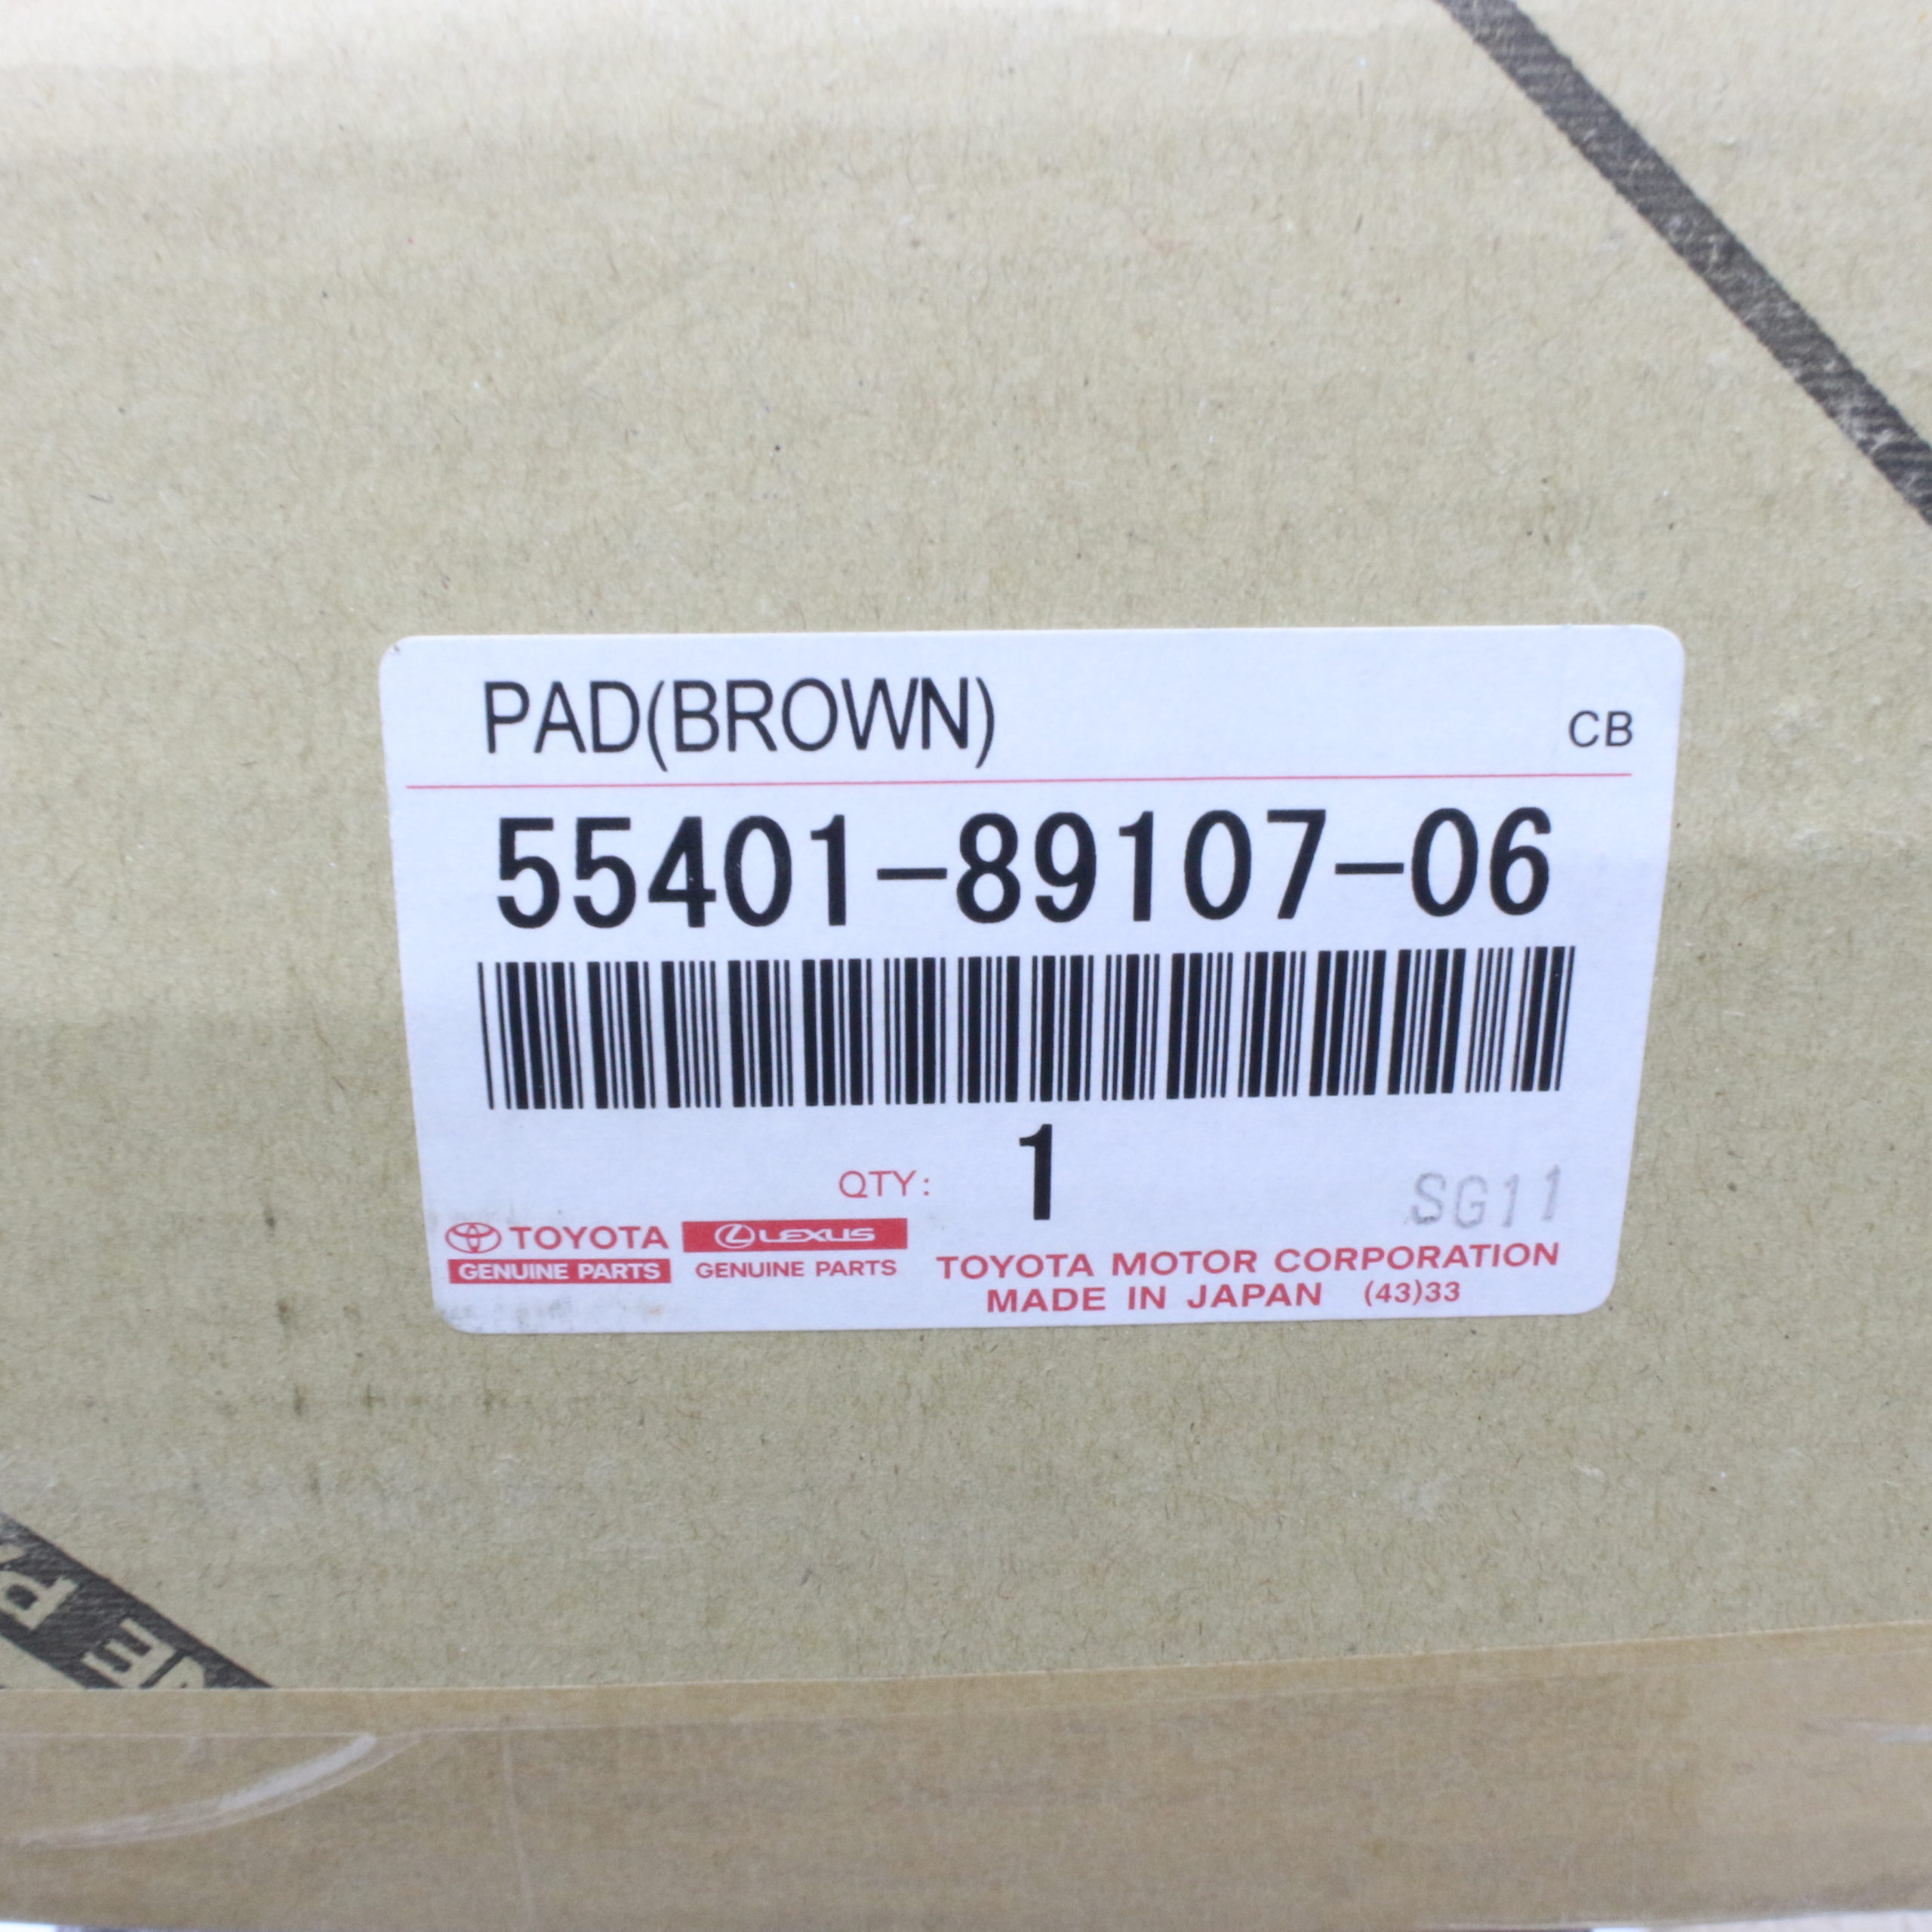 PAD(BROWN)
CB
55401-89107-06
QTY: 1
SG11
TOYOTA
GENUINE PARTS
LEXUS
GENUINE PARTS
TOYOTA MOTOR CORPORATION
MADE IN JAPAN (43)33